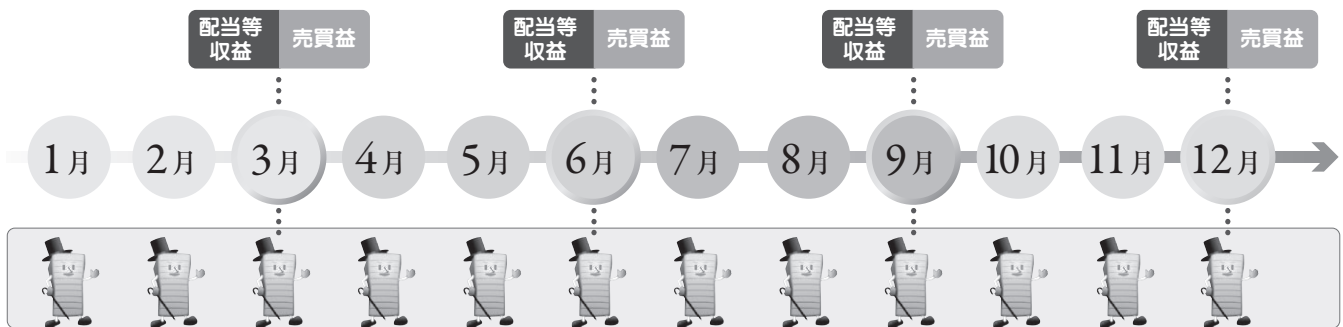 配当等
収益
売買益
配当等
収益
売買益
配当等
収益
売買益
配当等
収益
売買益
1月 2月 3月 4月 5月 6月 7月 8月 9月 10月 11月 12月